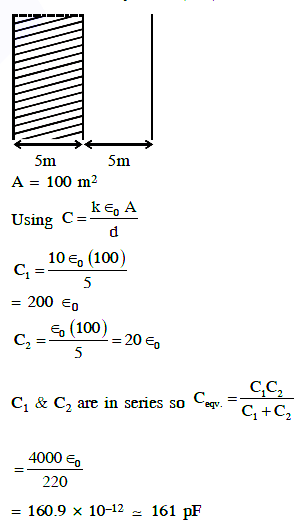 5m 5m
A = 100 m²
Using C = k ∈₀ A / d
C₁ = 10 ∈₀ (100) / 5
= 200 ∈₀
C₂ = ∈₀ (100) / 5 = 20 ∈₀
C₁ & C₂ are in series so C_eqv. = C₁C₂ / C₁ + C₂
= 4000 ∈₀ / 220
= 160.9 × 10⁻¹² ≃ 161 pF